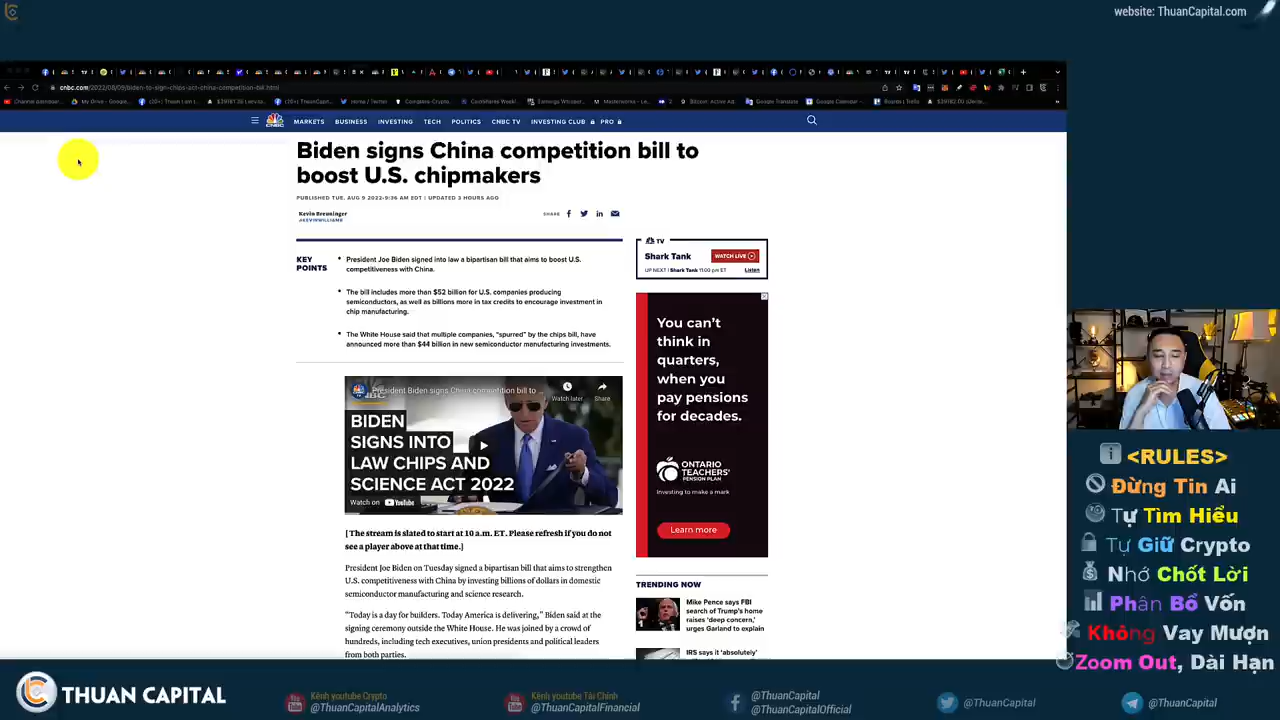 website: ThuanCapital.com
cnbc.com/2022/08/09/biden-to-sign-chips-act-china-competition-bill.html
MARKETS BUSINESS INVESTING TECH POLITICS CNBC TV INVESTING CLUB PRO
Biden signs China competition bill to
boost U.S. chipmakers
PUBLISHED TUE, AUG 9 2022 9:36 AM EDT | UPDATED 3 HOURS AGO
Kevin Breuninger
@KEVINWILLIAMB
SHARE
KEY
POINTS
President Joe Biden signed into law a bipartisan bill that aims to boost U.S.
competitiveness with China.
The bill includes more than $52 billion for U.S. companies producing
semiconductors, as well as billions more in tax credits to encourage investment in
chip manufacturing.
The White House said that multiple companies, “spurred” by the chips bill, have
announced more than $44 billion in new semiconductor manufacturing investments.
President Biden signs China competition bill to ...
Watch later
Share
BIDEN
SIGNS INTO
LAW CHIPS AND
SCIENCE ACT 2022
Watch on YouTube
[The stream is slated to start at 10 a.m. ET. Please refresh if you do not
see a player above at that time.]
President Joe Biden on Tuesday signed a bipartisan bill that aims to strengthen
U.S. competitiveness with China by investing billions of dollars in domestic
semiconductor manufacturing and science research.
“Today is a day for builders. Today America is delivering,” Biden said at the
signing ceremony outside the White House. He was joined by a crowd of
hundreds, including tech executives, union presidents and political leaders
from both parties.
TV
Shark Tank
WATCH LIVE
UP NEXT | Shark Tank 11:00 pm ET
Listen
You can’t
think in
quarters,
when you
pay pensions
for decades.
ONTARIO
TEACHERS’
PENSION PLAN
Investing to make a mark
Learn more
TRENDING NOW
Mike Pence says FBI
search of Trump’s home
raises ‘deep concern,’
urges Garland to explain
IRS says it ‘absolutely’
<RULES>
Đừng Tin Ai
Tự Tìm Hiểu
Tự Giữ Crypto
Nhớ Chốt Lời
Phân Bổ Vốn
Không Vay Mượn
Zoom Out, Dài Hạn
THUAN CAPITAL
Kênh youtube Crypto
@ThuanCapitalAnalytics
Kênh youtube Tài Chính
@ThuanCapitalFinancial
@ThuanCapital
@ThuanCapitalOfficial
@ThuanCapital
@ThuanCapital